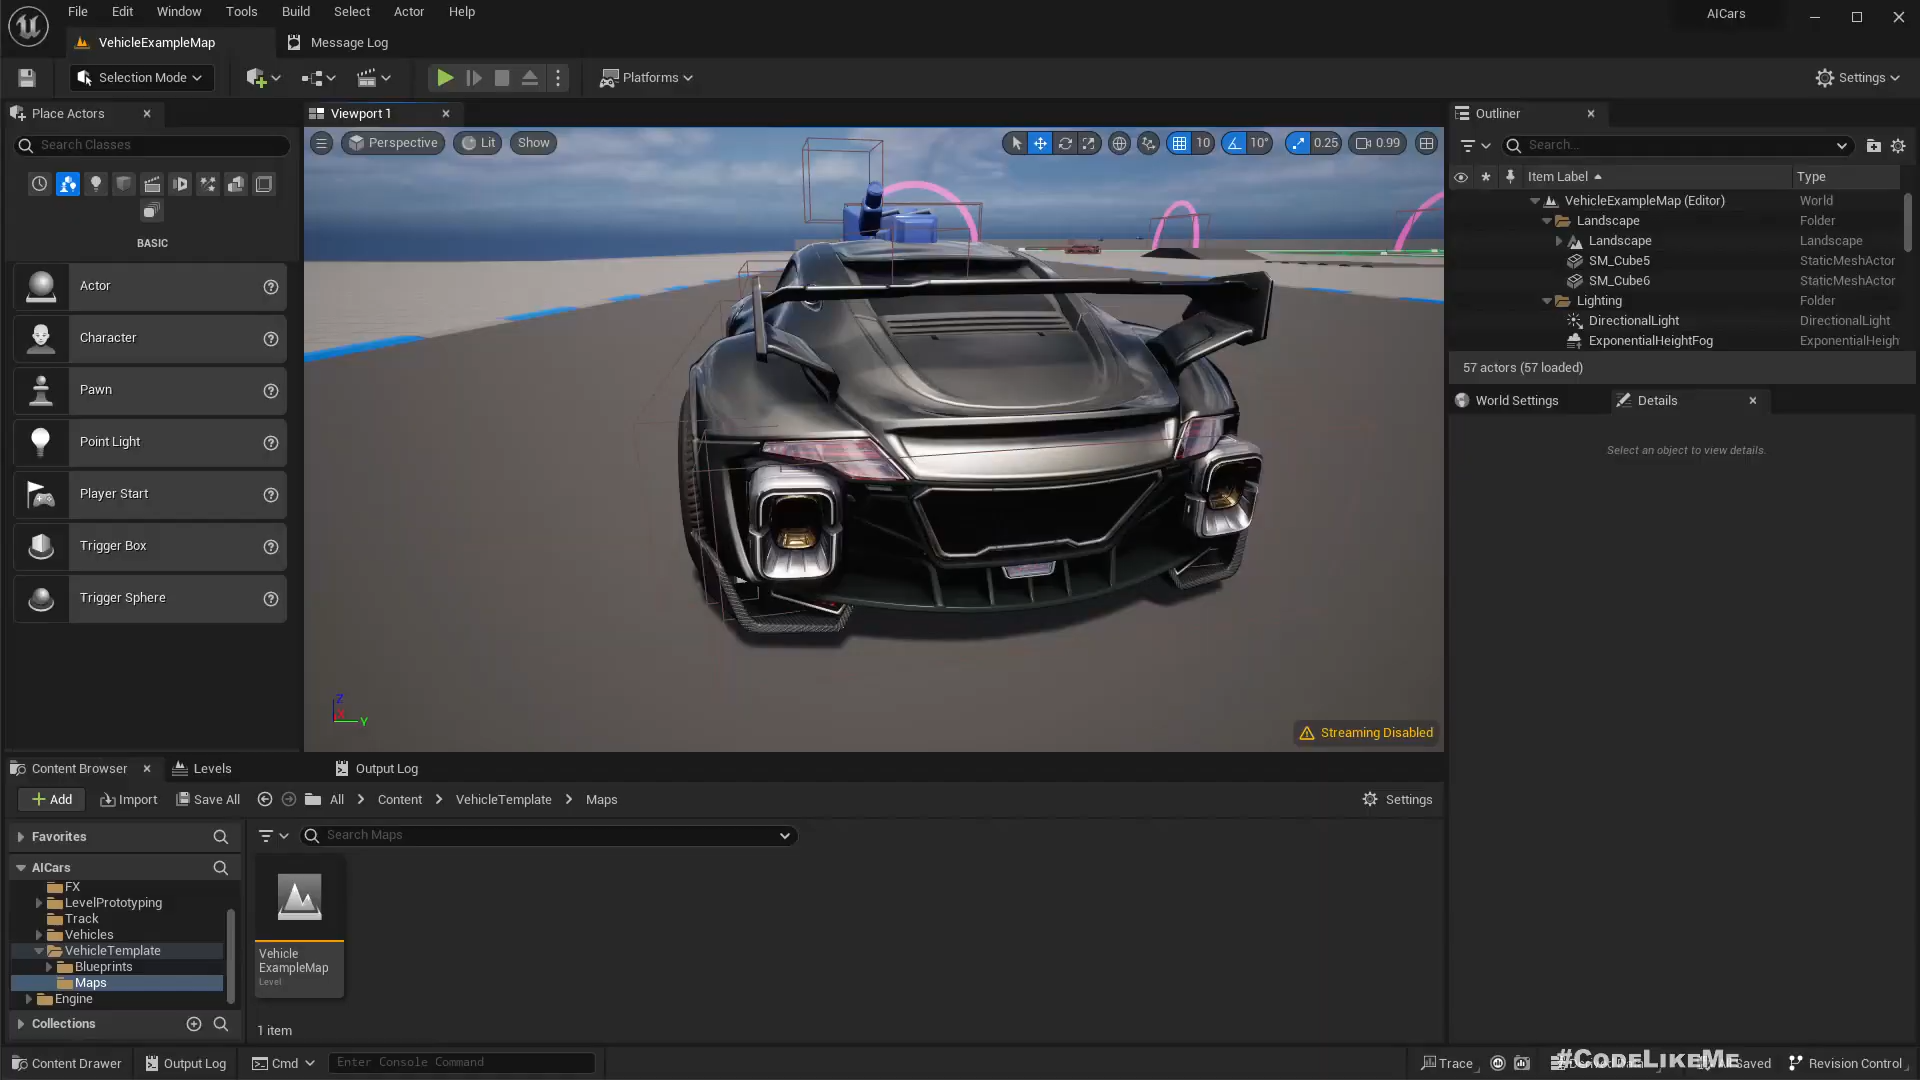 File Edit Window Tools Build Select Actor Help
AICars
VehicleExampleMap
Message Log
Selection Mode
Platforms
Settings
Place Actors
Search Classes
BASIC
Actor
Character
Pawn
Point Light
Player Start
Trigger Box
Trigger Sphere
Viewport 1
Perspective
Lit
Show
10
10°
0.25
0.99
Z
X
Y
Streaming Disabled
Outliner
Search...
Item Label
Type
VehicleExampleMap (Editor) World
Landscape Folder
Landscape Landscape
SM_Cube5 StaticMeshActor
SM_Cube6 StaticMeshActor
Lighting Folder
DirectionalLight DirectionalLight
ExponentialHeightFog ExponentialHeigh
57 actors (57 loaded)
World Settings
Details
Select an object to view details.
Content Browser
Levels
Output Log
Add
Import
Save All
All
Content
VehicleTemplate
Maps
Settings
Favorites
Search Maps
AICars
FX
LevelPrototyping
Track
Vehicles
VehicleTemplate
Blueprints
Maps
Engine
Collections
Vehicle
ExampleMap
Level
1 item
Content Drawer
Output Log
Cmd
Enter Console Command
Trace
#CodeLikeMe
Saved
Revision Control